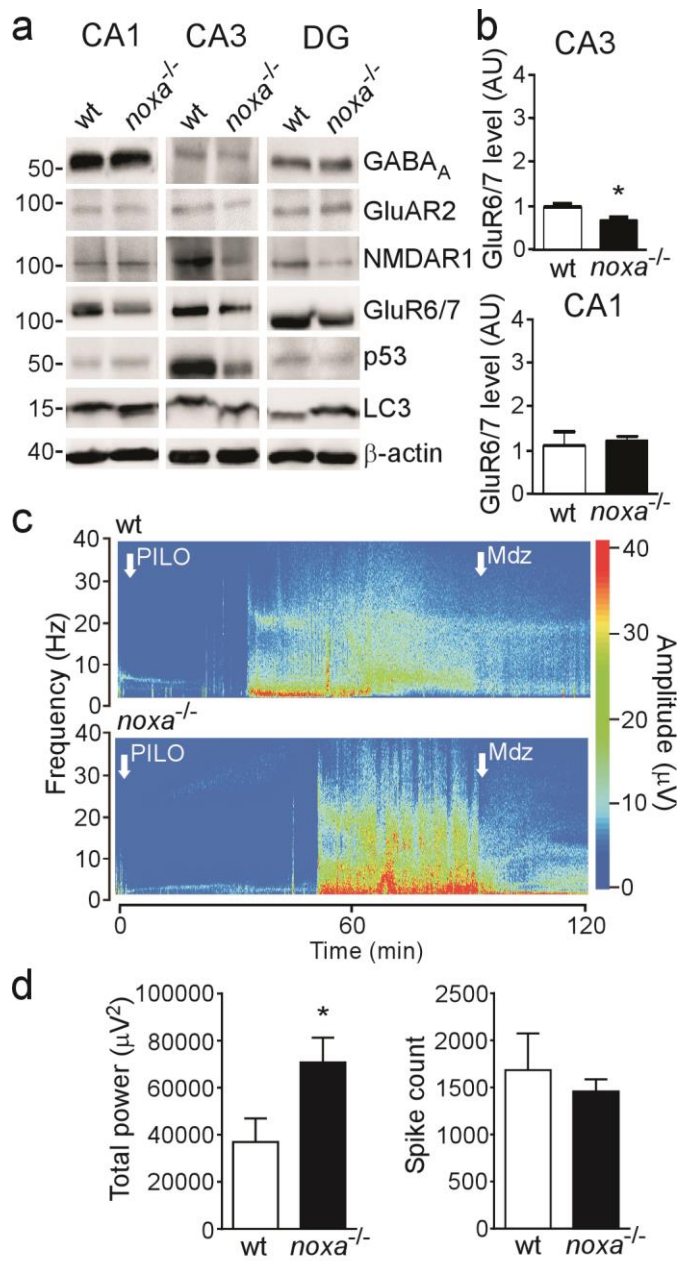 a
CA1 CA3 DG
wt noxa-/- wt noxa-/- wt noxa-/-
50- GABAA
100- GluAR2
100- NMDAR1
100- GluR6/7
50- p53
15- LC3
40- β-actin
b
CA3
GluR6/7 level (AU)
4
3
2
1
0
*
wt noxa-/-
CA1
GluR6/7 level (AU)
4
3
2
1
0
wt noxa-/-
c
wt
40
30
20
10
0
PILO
Mdz
noxa-/-
40
30
20
10
0
PILO
Mdz
Frequency (Hz)
0 60 120
Time (min)
40
30
20
10
0
Amplitude (μV)
d
Total power (μV2)
100000
80000
60000
40000
20000
0
*
wt noxa-/-
Spike count
2500
2000
1500
1000
500
0
wt noxa-/-